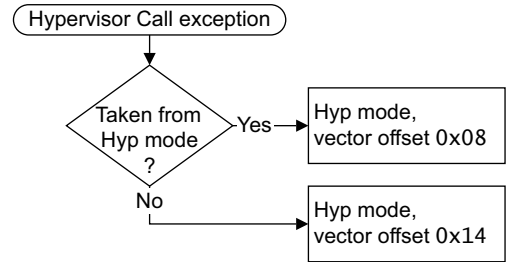 Hypervisor Call exception
Taken from
Hyp mode
?
Yes
Hyp mode,
vector offset 0x08
No
Hyp mode,
vector offset 0x14